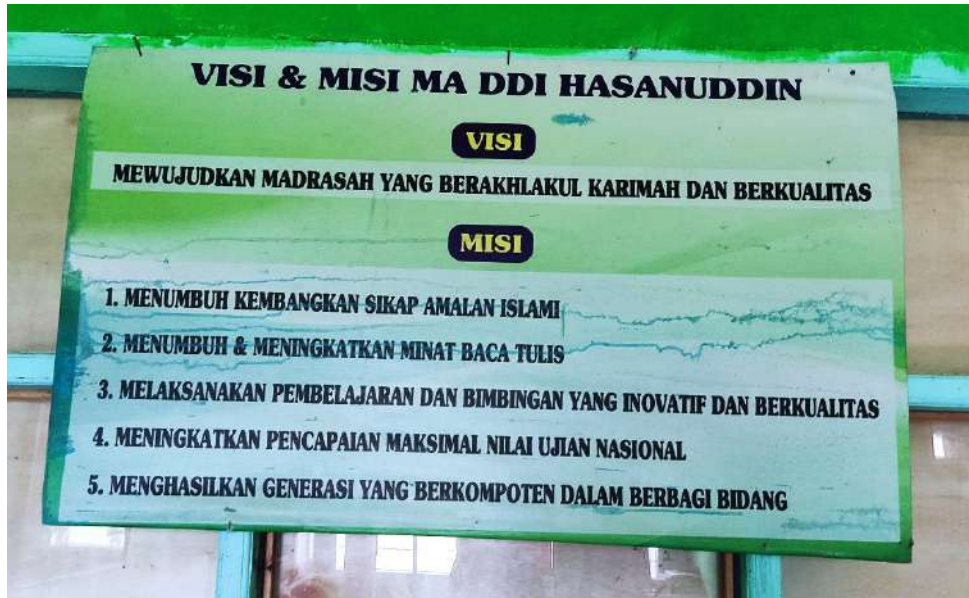 VISI & MISI MA DDI HASANUDDIN
VISI
MEWUJUDKAN MADRASAH YANG BERAKHLAKUL KARIMAH DAN BERKUALITAS
MISI
1. MENUMBUH KEMBANGKAN SIKAP AMALAN ISLAMI
2. MENUMBUH & MENINGKATKAN MINAT BACA TULIS
3. MELAKSANAKAN PEMBELAJARAN DAN BIMBINGAN YANG INOVATIF DAN BERKUALITAS
4. MENINGKATKAN PENCAPAIAN MAKSIMAL NILAI UJIAN NASIONAL
5. MENGHASILKAN GENERASI YANG BERKOMPOTEN DALAM BERBAGI BIDANG